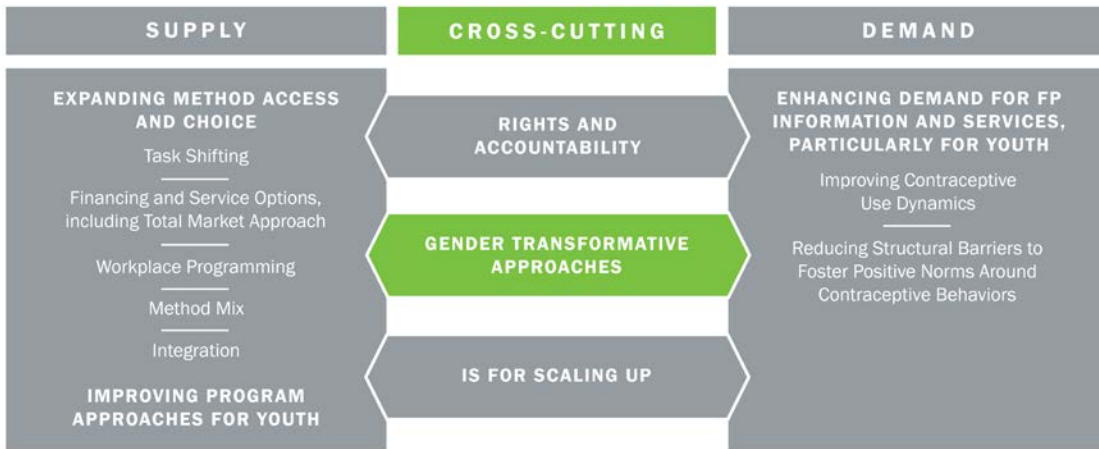 SUPPLY
EXPANDING METHOD ACCESS
AND CHOICE
Task Shifting
Financing and Service Options,
including Total Market Approach
Workplace Programming
Method Mix
Integration
IMPROVING PROGRAM
APPROACHES FOR YOUTH
CROSS-CUTTING
RIGHTS AND
ACCOUNTABILITY
GENDER TRANSFORMATIVE
APPROACHES
IS FOR SCALING UP
DEMAND
ENHANCING DEMAND FOR FP
INFORMATION AND SERVICES,
PARTICULARLY FOR YOUTH
Improving Contraceptive
Use Dynamics
Reducing Structural Barriers to
Foster Positive Norms Around
Contraceptive Behaviors